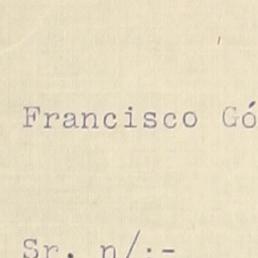 Francisco Gó
Sr. n/.-